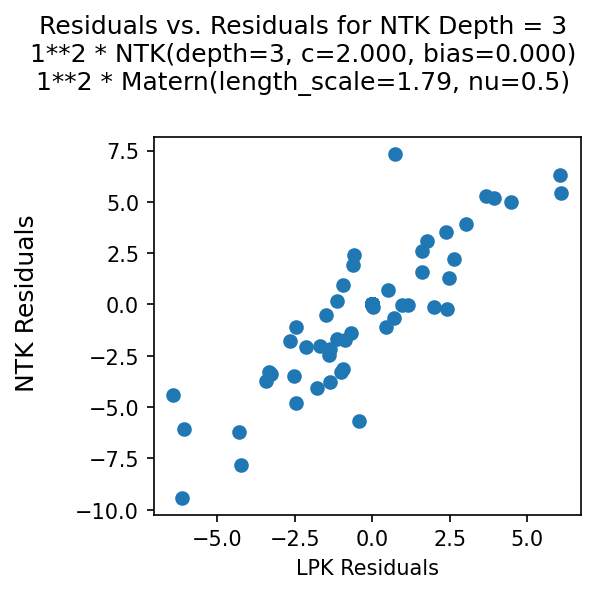 Residuals vs. Residuals for NTK Depth = 3
1**2 * NTK(depth=3, c=2.000, bias=0.000)
1**2 * Matern(length_scale=1.79, nu=0.5)
7.5
5.0
2.5
0.0
−2.5
−5.0
−7.5
−10.0
NTK Residuals
−5.0 −2.5 0.0 2.5 5.0
LPK Residuals